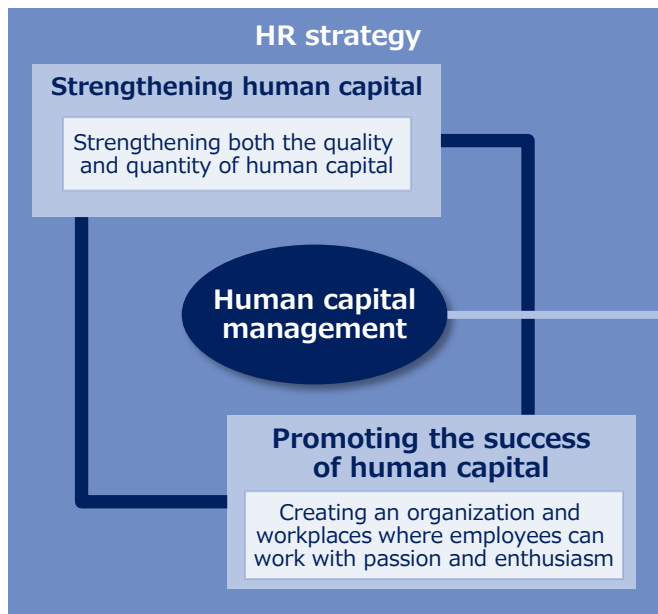 HR strategy
Strengthening human capital
Strengthening both the quality
and quantity of human capital
Human capital
management
Promoting the success
of human capital
Creating an organization and
workplaces where employees can
work with passion and enthusiasm